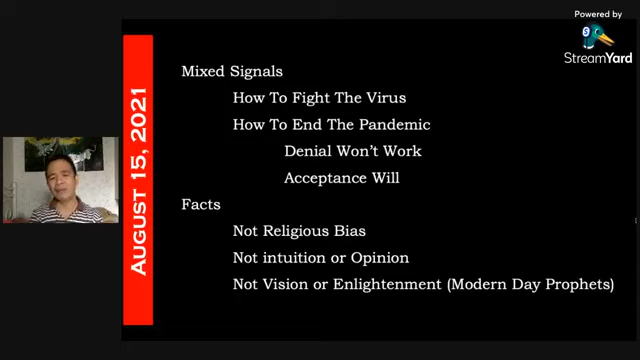 Powered by
StreamYard
AUGUST 15, 2021
Mixed Signals
How To Fight The Virus
How To End The Pandemic
Denial Won't Work
Acceptance Will
Facts
Not Religious Bias
Not intuition or Opinion
Not Vision or Enlightenment (Modern Day Prophets)